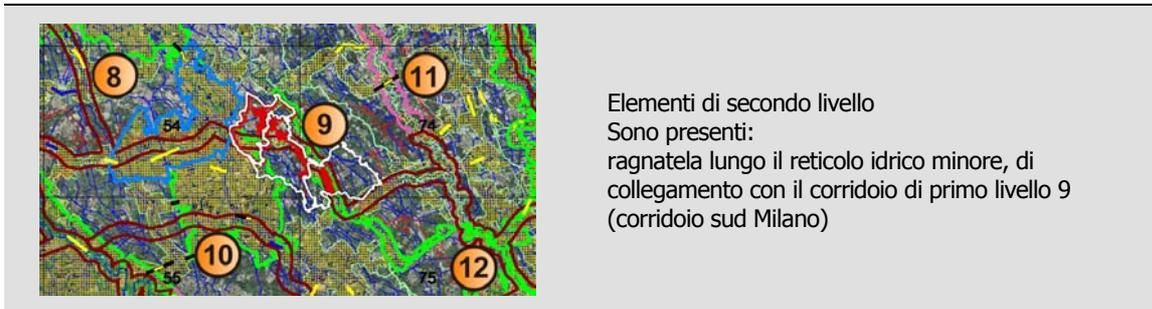 8
11
54
9
74
10
55
12
75
Elementi di secondo livello
Sono presenti:
ragnatela lungo il reticolo idrico minore, di
collegamento con il corridoio di primo livello 9
(corridoio sud Milano)